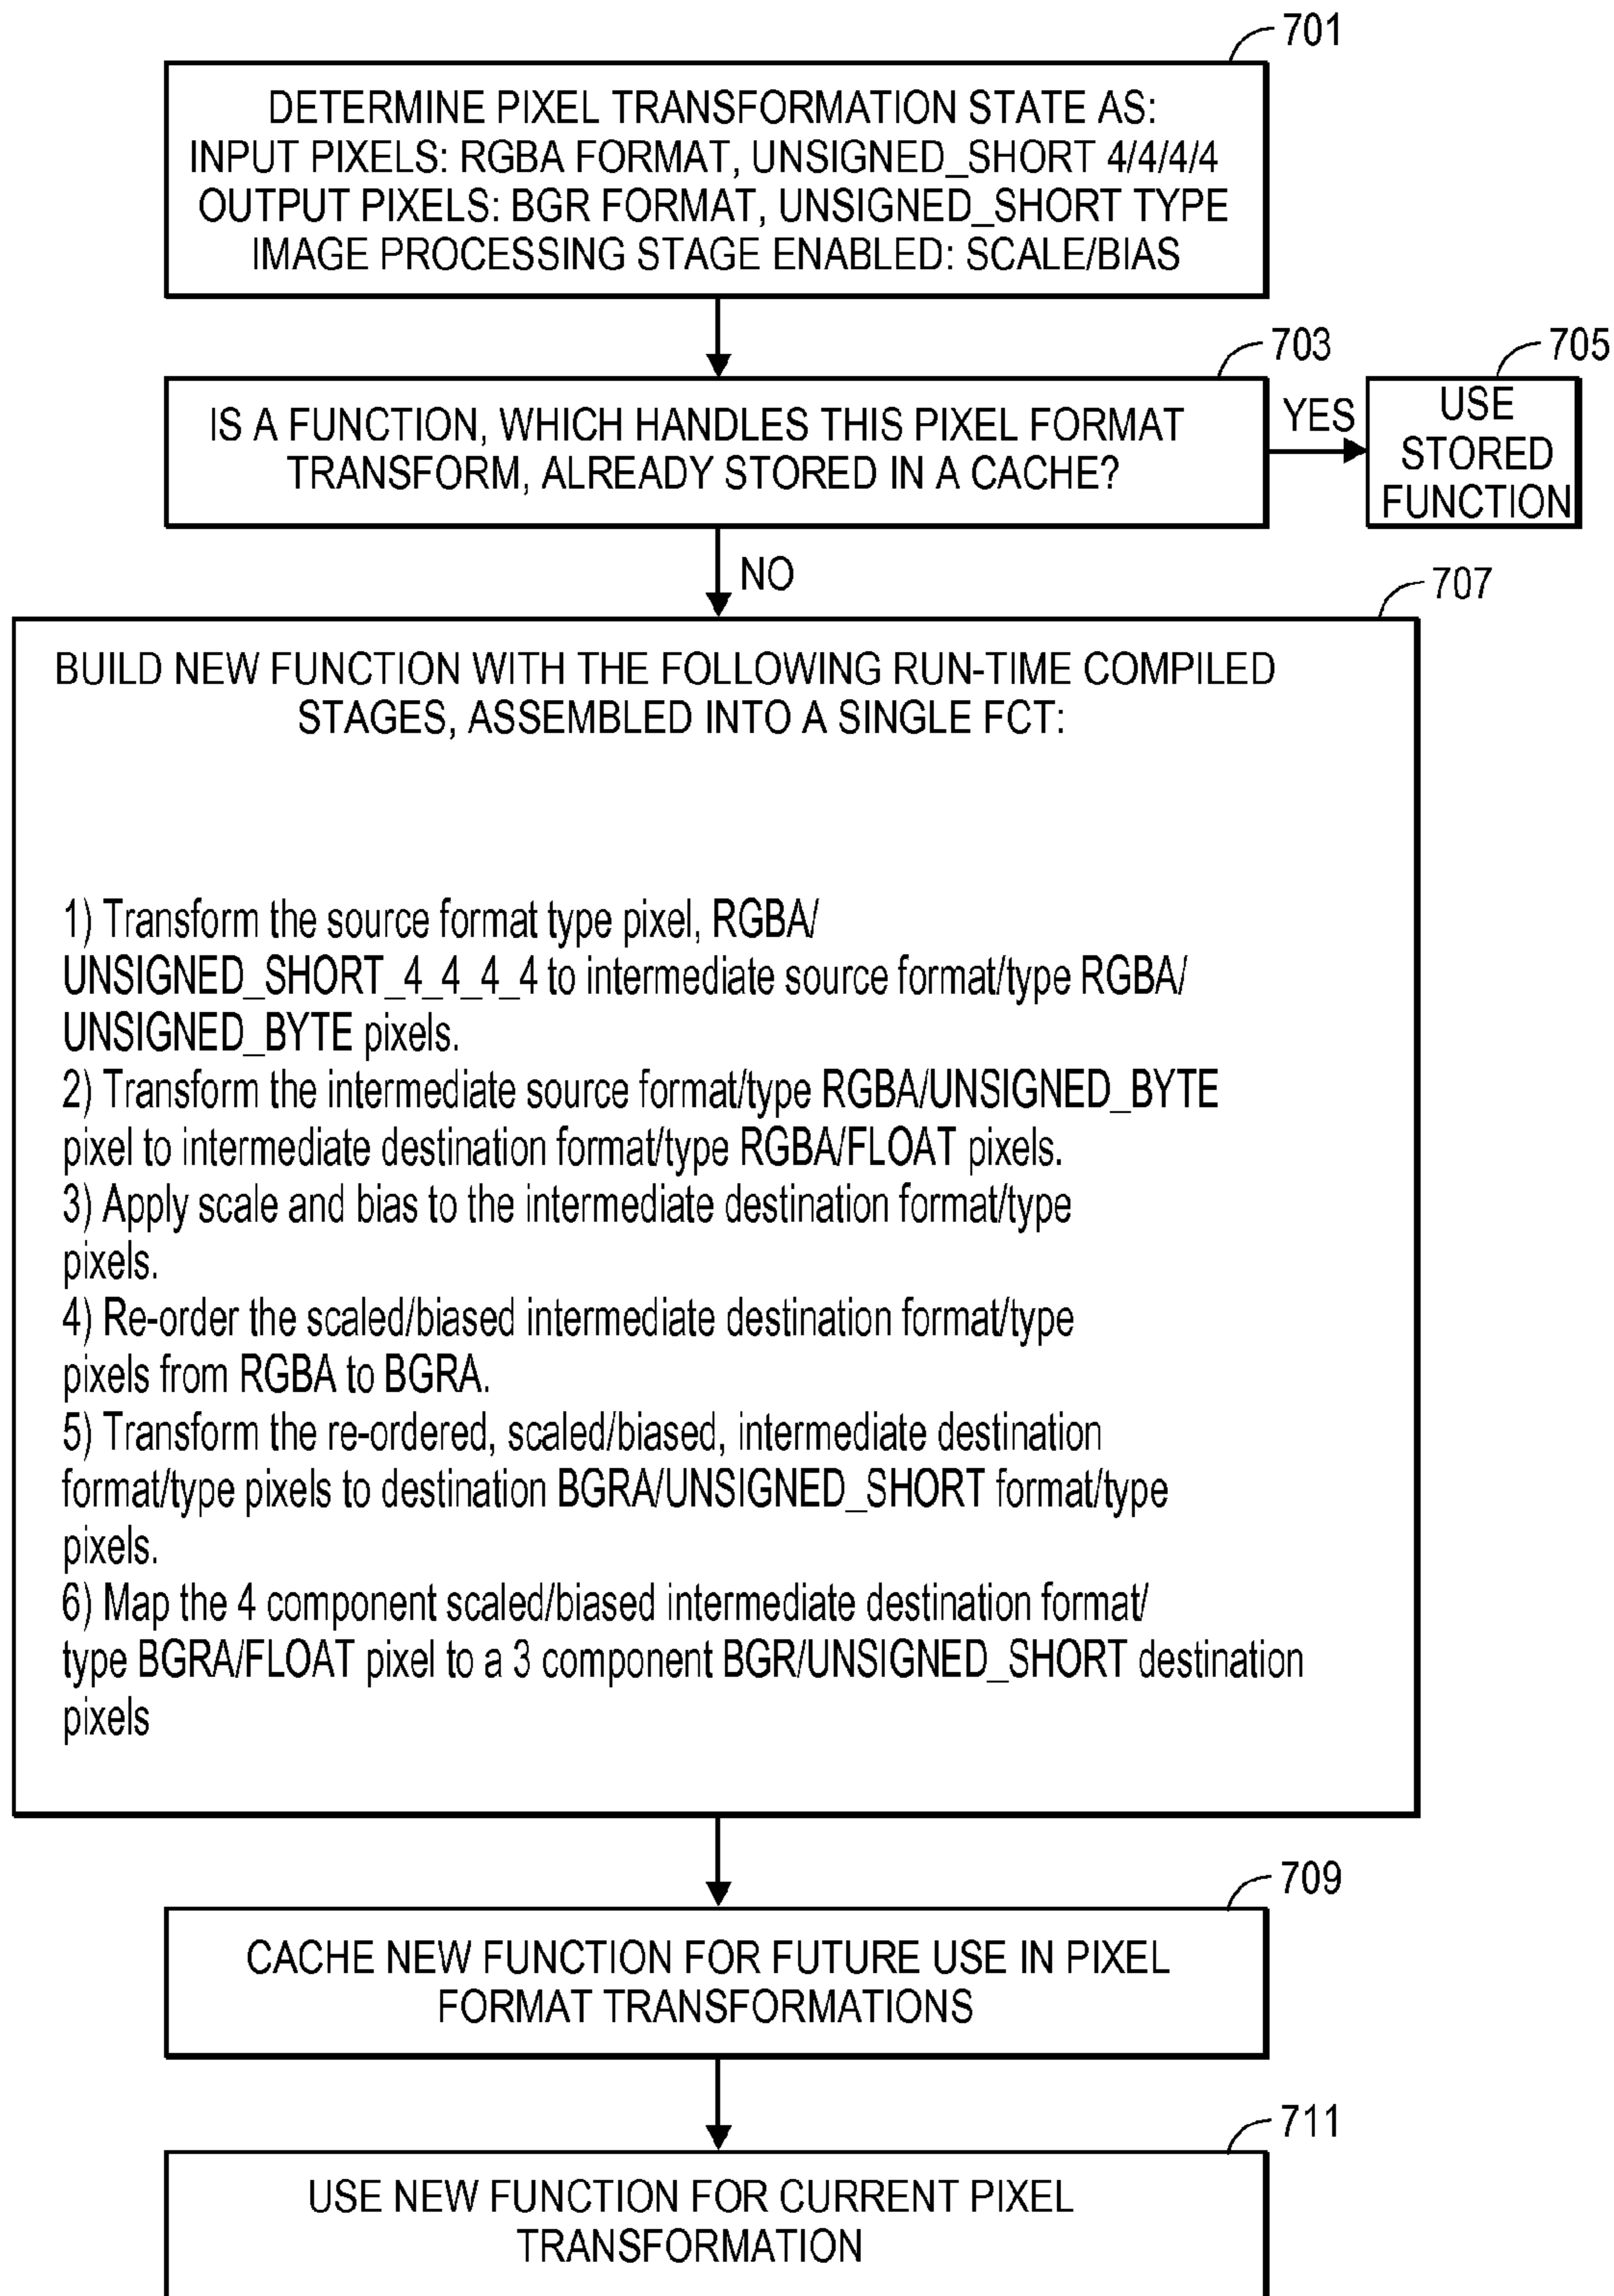 701
DETERMINE PIXEL TRANSFORMATION STATE AS:
INPUT PIXELS: RGBA FORMAT, UNSIGNED_SHORT 4/4/4/4
OUTPUT PIXELS: BGR FORMAT, UNSIGNED_SHORT TYPE
IMAGE PROCESSING STAGE ENABLED: SCALE/BIAS
703
IS A FUNCTION, WHICH HANDLES THIS PIXEL FORMAT
TRANSFORM, ALREADY STORED IN A CACHE?
YES
705
USE
STORED
FUNCTION
NO
707
BUILD NEW FUNCTION WITH THE FOLLOWING RUN-TIME COMPILED
STAGES, ASSEMBLED INTO A SINGLE FCT:
1) Transform the source format type pixel, RGBA/
UNSIGNED_SHORT_4_4_4_4 to intermediate source format/type RGBA/
UNSIGNED_BYTE pixels.
2) Transform the intermediate source format/type RGBA/UNSIGNED_BYTE
pixel to intermediate destination format/type RGBA/FLOAT pixels.
3) Apply scale and bias to the intermediate destination format/type
pixels.
4) Re-order the scaled/biased intermediate destination format/type
pixels from RGBA to BGRA.
5) Transform the re-ordered, scaled/biased, intermediate destination
format/type pixels to destination BGRA/UNSIGNED_SHORT format/type
pixels.
6) Map the 4 component scaled/biased intermediate destination format/
type BGRA/FLOAT pixel to a 3 component BGR/UNSIGNED_SHORT destination
pixels
709
CACHE NEW FUNCTION FOR FUTURE USE IN PIXEL
FORMAT TRANSFORMATIONS
711
USE NEW FUNCTION FOR CURRENT PIXEL
TRANSFORMATION